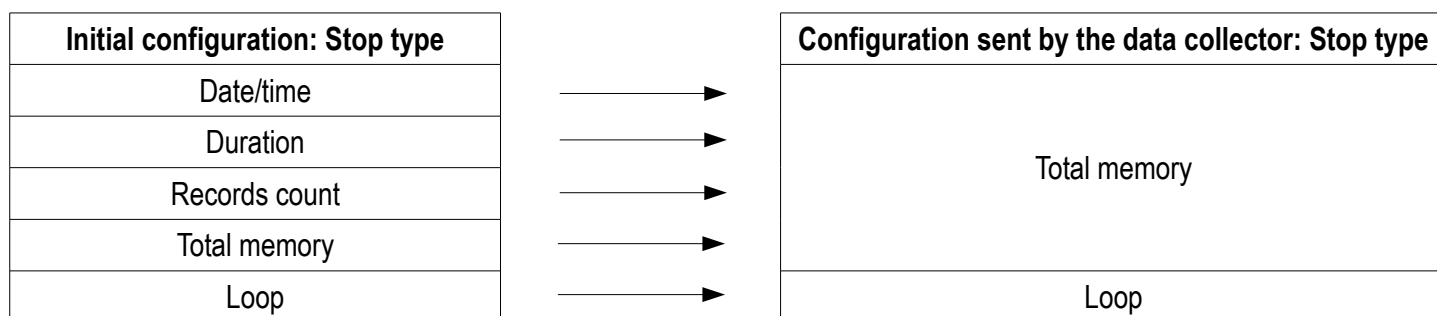 Initial configuration: Stop type
Configuration sent by the data collector: Stop type
Date/time
Duration
Records count
Total memory
Loop
Total memory
Loop